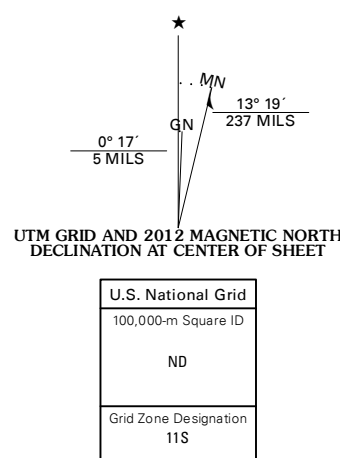 MN
GN
13° 19´
237 MILS
0° 17´
5 MILS
UTM GRID AND 2012 MAGNETIC NORTH
DECLINATION AT CENTER OF SHEET
U.S. National Grid
100,000-m Square ID
ND
Grid Zone Designation
11S